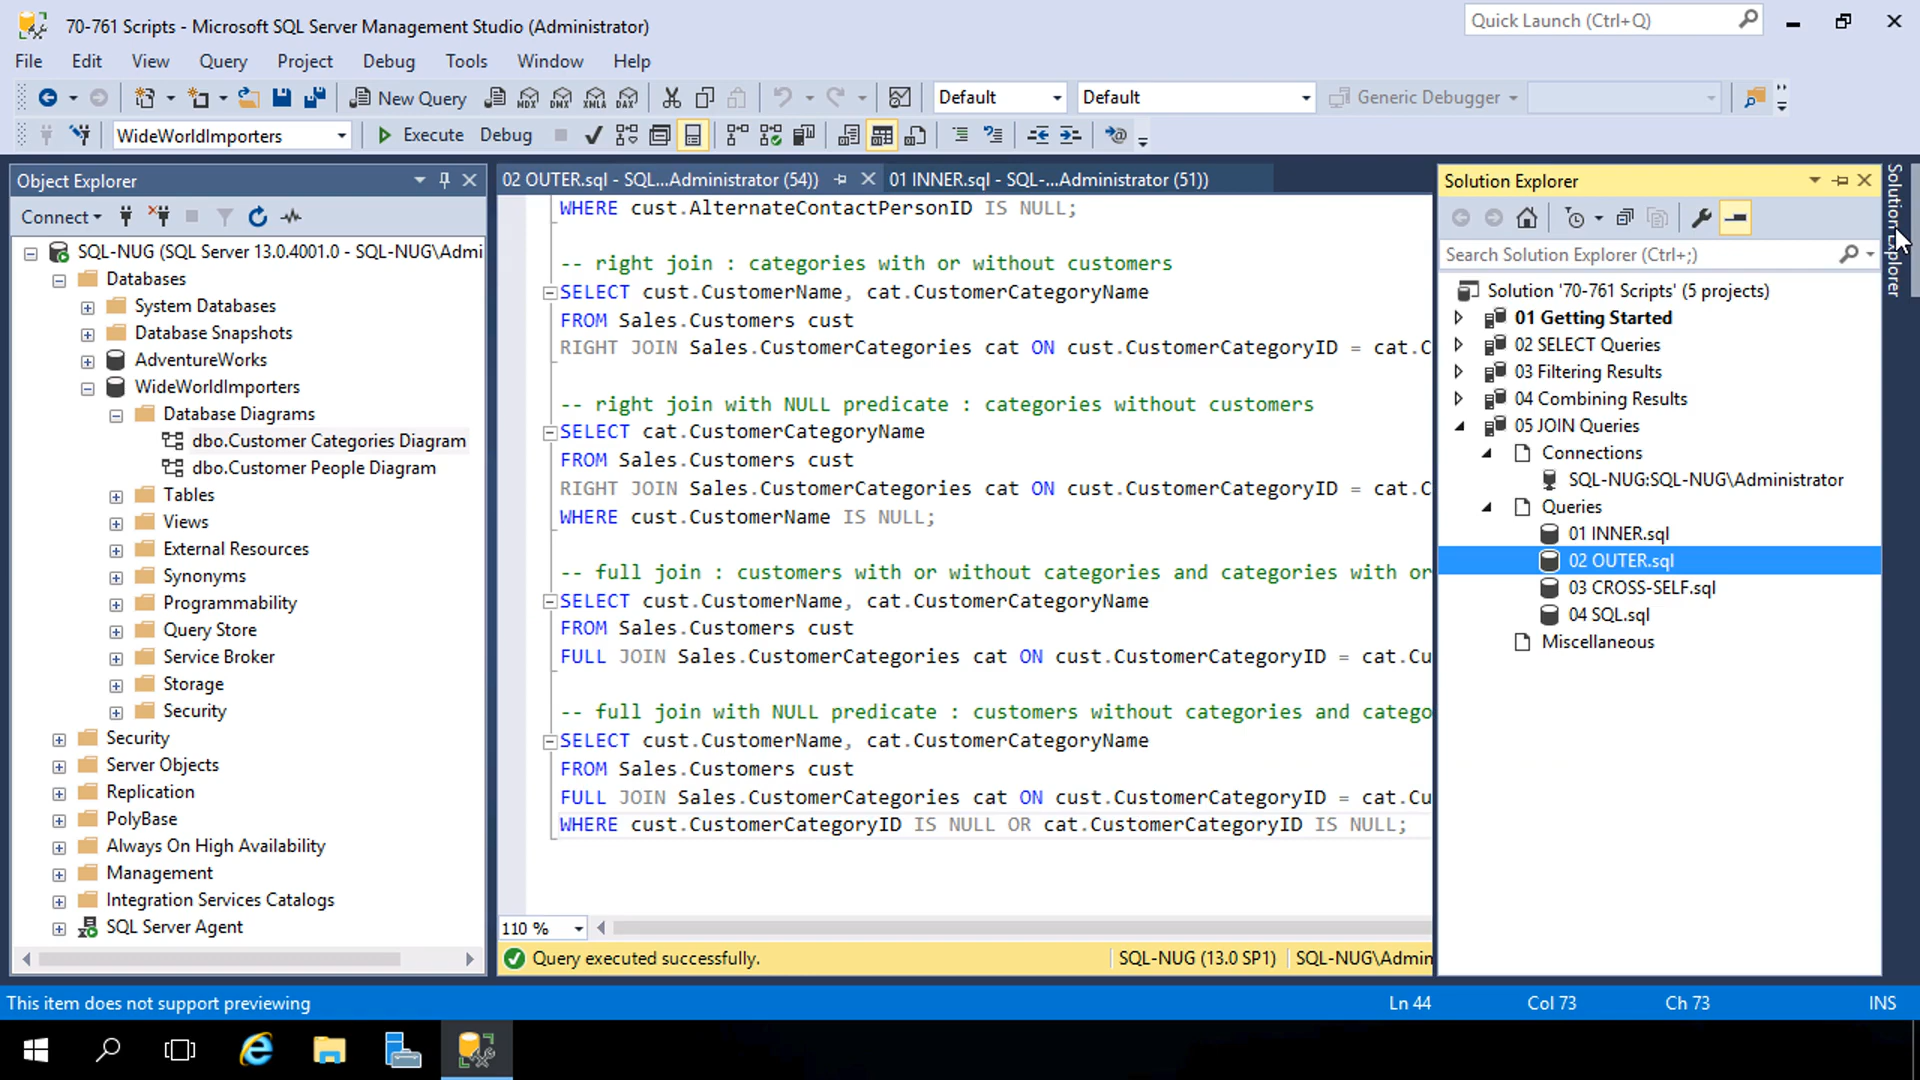 70-761 Scripts - Microsoft SQL Server Management Studio (Administrator)
Quick Launch (Ctrl+Q)
File Edit View Query Project Debug Tools Window Help
New Query
MDX DMX XMLA DAX
Default
Default
Generic Debugger
WideWorldImporters
Execute
Debug
Object Explorer
Connect
SQL-NUG (SQL Server 13.0.4001.0 - SQL-NUG\Admi
Databases
System Databases
Database Snapshots
AdventureWorks
WideWorldImporters
Database Diagrams
dbo.Customer Categories Diagram
dbo.Customer People Diagram
Tables
Views
External Resources
Synonyms
Programmability
Query Store
Service Broker
Storage
Security
Security
Server Objects
Replication
PolyBase
Always On High Availability
Management
Integration Services Catalogs
SQL Server Agent
02 OUTER.sql - SQL...Administrator (54))
01 INNER.sql - SQL-...Administrator (51))
WHERE cust.AlternateContactPersonID IS NULL;
-- right join : categories with or without customers
SELECT cust.CustomerName, cat.CustomerCategoryName
FROM Sales.Customers cust
RIGHT JOIN Sales.CustomerCategories cat ON cust.CustomerCategoryID = cat.C
-- right join with NULL predicate : categories without customers
SELECT cat.CustomerCategoryName
FROM Sales.Customers cust
RIGHT JOIN Sales.CustomerCategories cat ON cust.CustomerCategoryID = cat.C
WHERE cust.CustomerName IS NULL;
-- full join : customers with or without categories and categories with or
SELECT cust.CustomerName, cat.CustomerCategoryName
FROM Sales.Customers cust
FULL JOIN Sales.CustomerCategories cat ON cust.CustomerCategoryID = cat.Cu
-- full join with NULL predicate : customers without categories and catego
SELECT cust.CustomerName, cat.CustomerCategoryName
FROM Sales.Customers cust
FULL JOIN Sales.CustomerCategories cat ON cust.CustomerCategoryID = cat.Cu
WHERE cust.CustomerCategoryID IS NULL OR cat.CustomerCategoryID IS NULL;
110 %
Query executed successfully.
SQL-NUG (13.0 SP1)
SQL-NUG\Admin
Solution Explorer
Search Solution Explorer (Ctrl+;)
Solution '70-761 Scripts' (5 projects)
01 Getting Started
02 SELECT Queries
03 Filtering Results
04 Combining Results
05 JOIN Queries
Connections
SQL-NUG:SQL-NUG\Administrator
Queries
01 INNER.sql
02 OUTER.sql
03 CROSS-SELF.sql
04 SQL.sql
Miscellaneous
Solution Explorer
This item does not support previewing
Ln 44
Col 73
Ch 73
INS